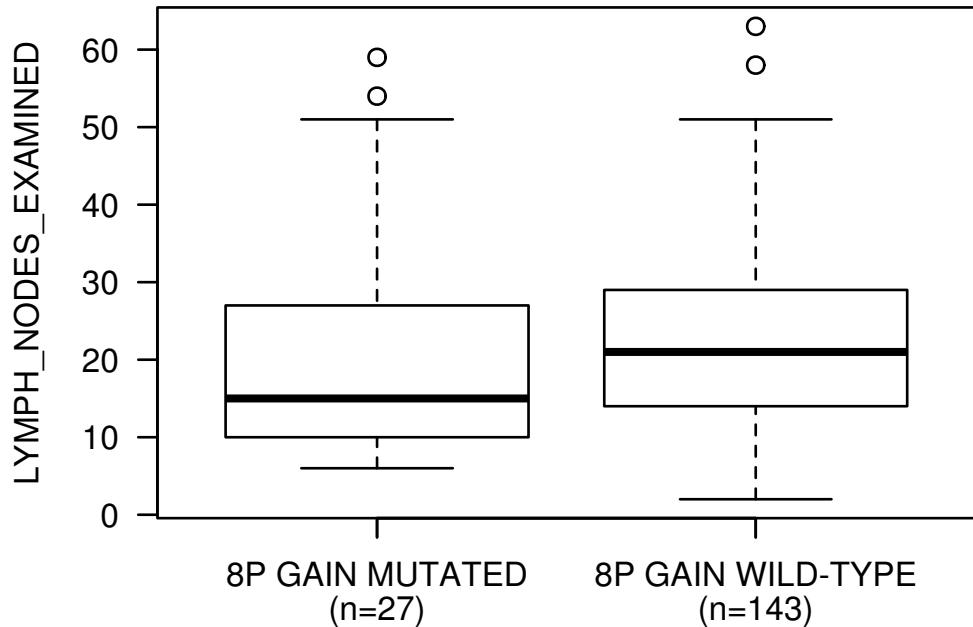 LYMPH_NODES_EXAMINED
60
50
40
30
20
10
0
8P GAIN MUTATED
(n=27)
8P GAIN WILD-TYPE
(n=143)